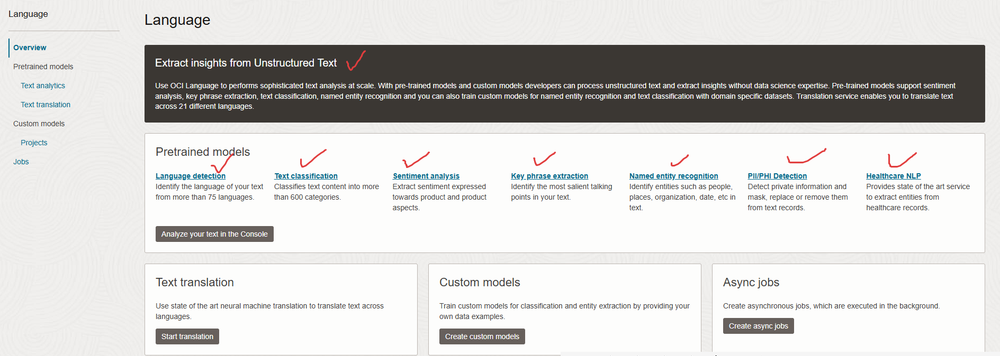 Language
Overview
Pretrained models
Text analytics
Text translation
Custom models
Projects
Jobs
Language
Extract insights from Unstructured Text
Use OCI Language to performs sophisticated text analysis at scale. With pre-trained models and custom models developers can process unstructured text and extract insights without data science expertise. Pre-trained models support sentiment
analysis, key phrase extraction, text classification, named entity recognition and you can also train custom models for named entity recognition and text classification with domain specific datasets. Translation service enables you to translate text
across 21 different languages.
Pretrained models
Language detection
Identify the language of your text
from more than 75 languages.
Text classification
Classifies text content into more
than 600 categories.
Sentiment analysis
Extract sentiment expressed
towards product and product
aspects.
Key phrase extraction
Identify the most salient talking
points in your text.
Named entity recognition
Identify entities such as people,
places, organization, date, etc in
text.
PII/PHI Detection
Detect private information and
mask, replace or remove them
from text records.
Healthcare NLP
Provides state of the art service
to extract entities from
healthcare records.
Analyze your text in the Console
Text translation
Use state of the art neural machine translation to translate text across
languages.
Start translation
Custom models
Train custom models for classification and entity extraction by providing your
own data examples.
Create custom models
Async jobs
Create asynchronous jobs, which are executed in the background.
Create async jobs